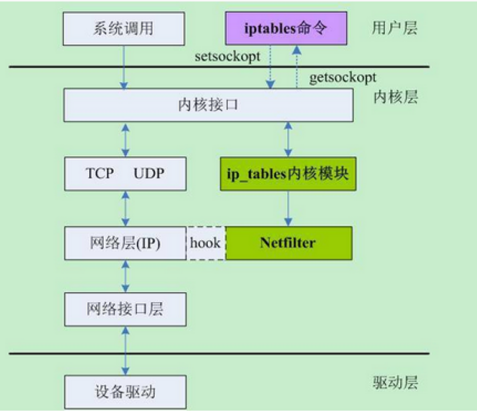 系统调用
iptables命令
用户层
setsockopt
getsockopt
内核接口
内核层
TCP UDP
ip_tables内核模块
网络层(IP)
hook
Netfilter
网络接口层
设备驱动
驱动层